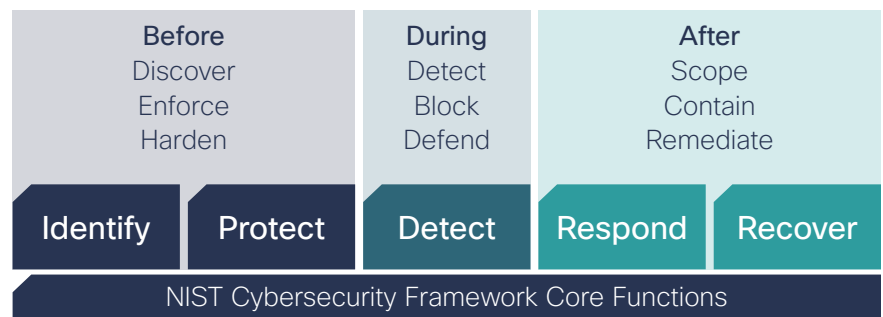 Before
Discover
Enforce
Harden
During
Detect
Block
Defend
After
Scope
Contain
Remediate
Identify
Protect
Detect
Respond
Recover
NIST Cybersecurity Framework Core Functions